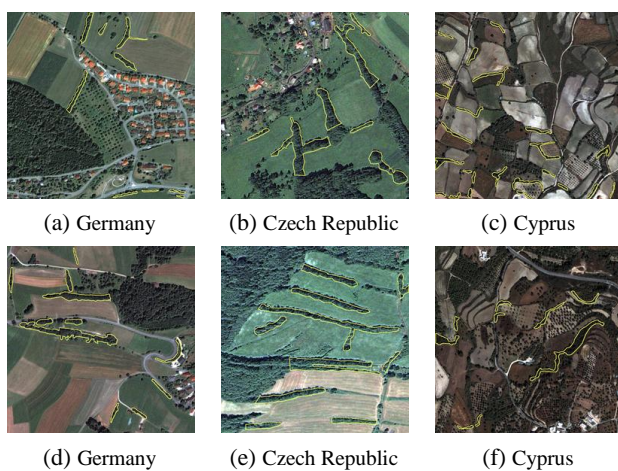 (a) Germany
(b) Czech Republic
(c) Cyprus
(d) Germany
(e) Czech Republic
(f) Cyprus